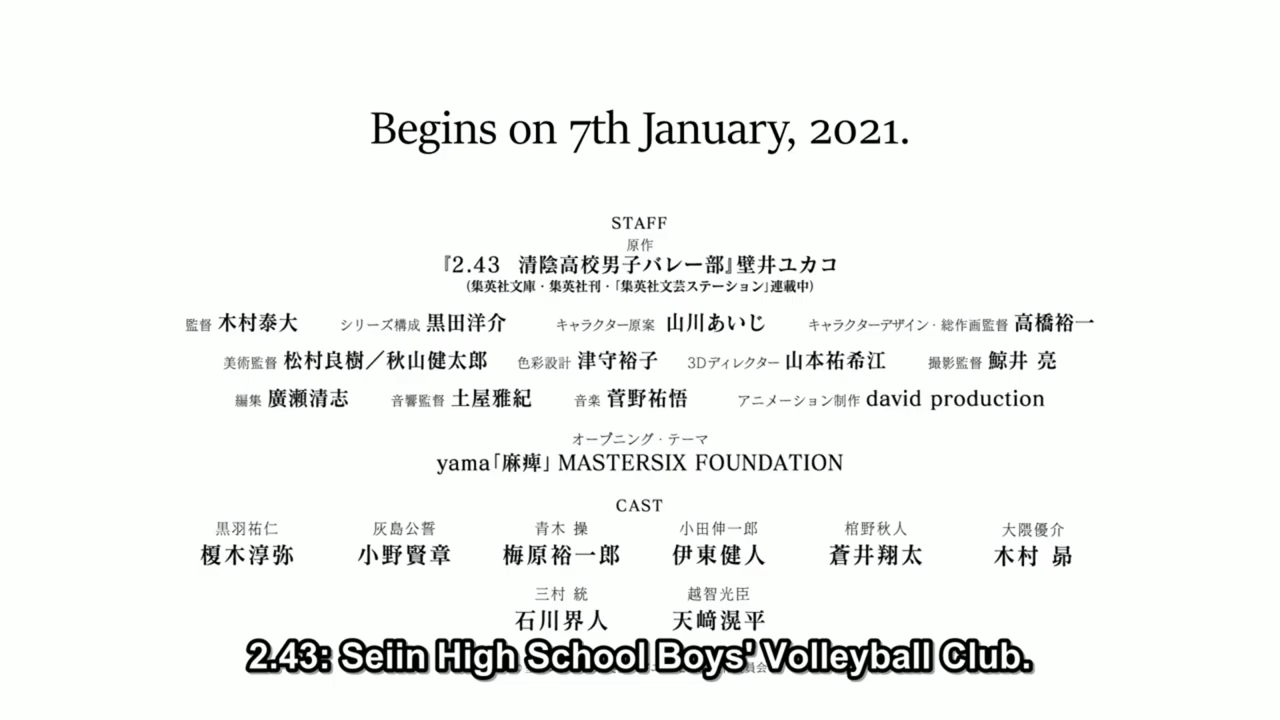 Begins on 7th January, 2021.
STAFF
原作
『2.43 清陰高校男子バレー部』壁井ユカコ
(集英社文庫・集英社刊・「集英社文芸ステーション」連載中)
監督 木村泰大 シリーズ構成 黒田洋介 キャラクター原案 山川あいじ キャラクターデザイン・総作画監督 高橋裕一
美術監督 松村良樹／秋山健太郎 色彩設計 津守裕子 3Dディレクター 山本祐希江 撮影監督 鯨井 亮
編集 廣瀬清志 音響監督 土屋雅紀 音楽 菅野祐悟 アニメーション制作 david production
オープニング・テーマ
yama「麻痺」 MASTERSIX FOUNDATION
CAST
黒羽祐仁 灰島公誓 青木 操 小田伸一郎 棺野秋人 大隈優介
榎木淳弥 小野賢章 梅原裕一郎 伊東健人 蒼井翔太 木村 昴
三村 統 越智光臣
石川界人 天﨑滉平
2.43: Seiin High School Boys' Volleyball Club.